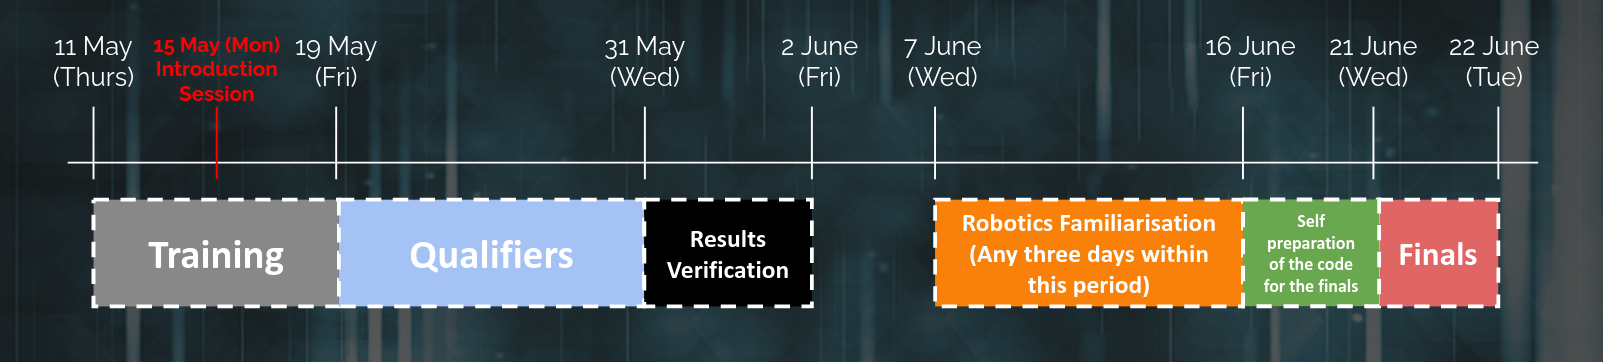 11 May
(Thurs)
15 May (Mon)
Introduction
Session
19 May
(Fri)
31 May
(Wed)
2 June
(Fri)
7 June
(Wed)
16 June
(Fri)
21 June
(Wed)
22 June
(Tue)
Training
Qualifiers
Results
Verification
Robotics Familiarisation
(Any three days within
this period)
Self
preparation
of the code
for the finals
Finals